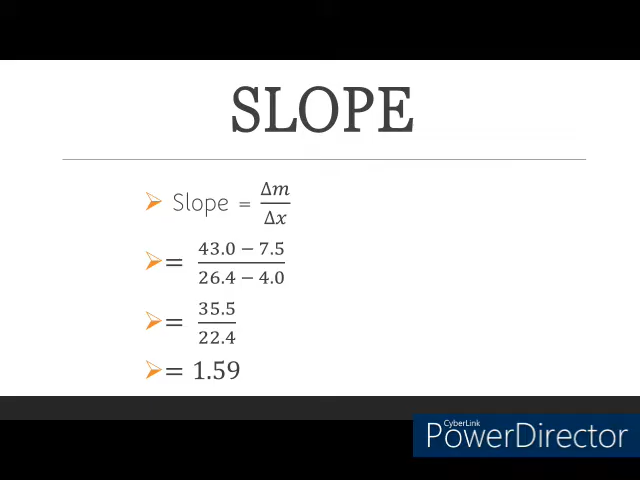 SLOPE
➢ Slope = Δm/Δx
➢= (43.0 − 7.5)/(26.4 − 4.0)
➢= 35.5/22.4
➢= 1.59
CyberLink
PowerDirector